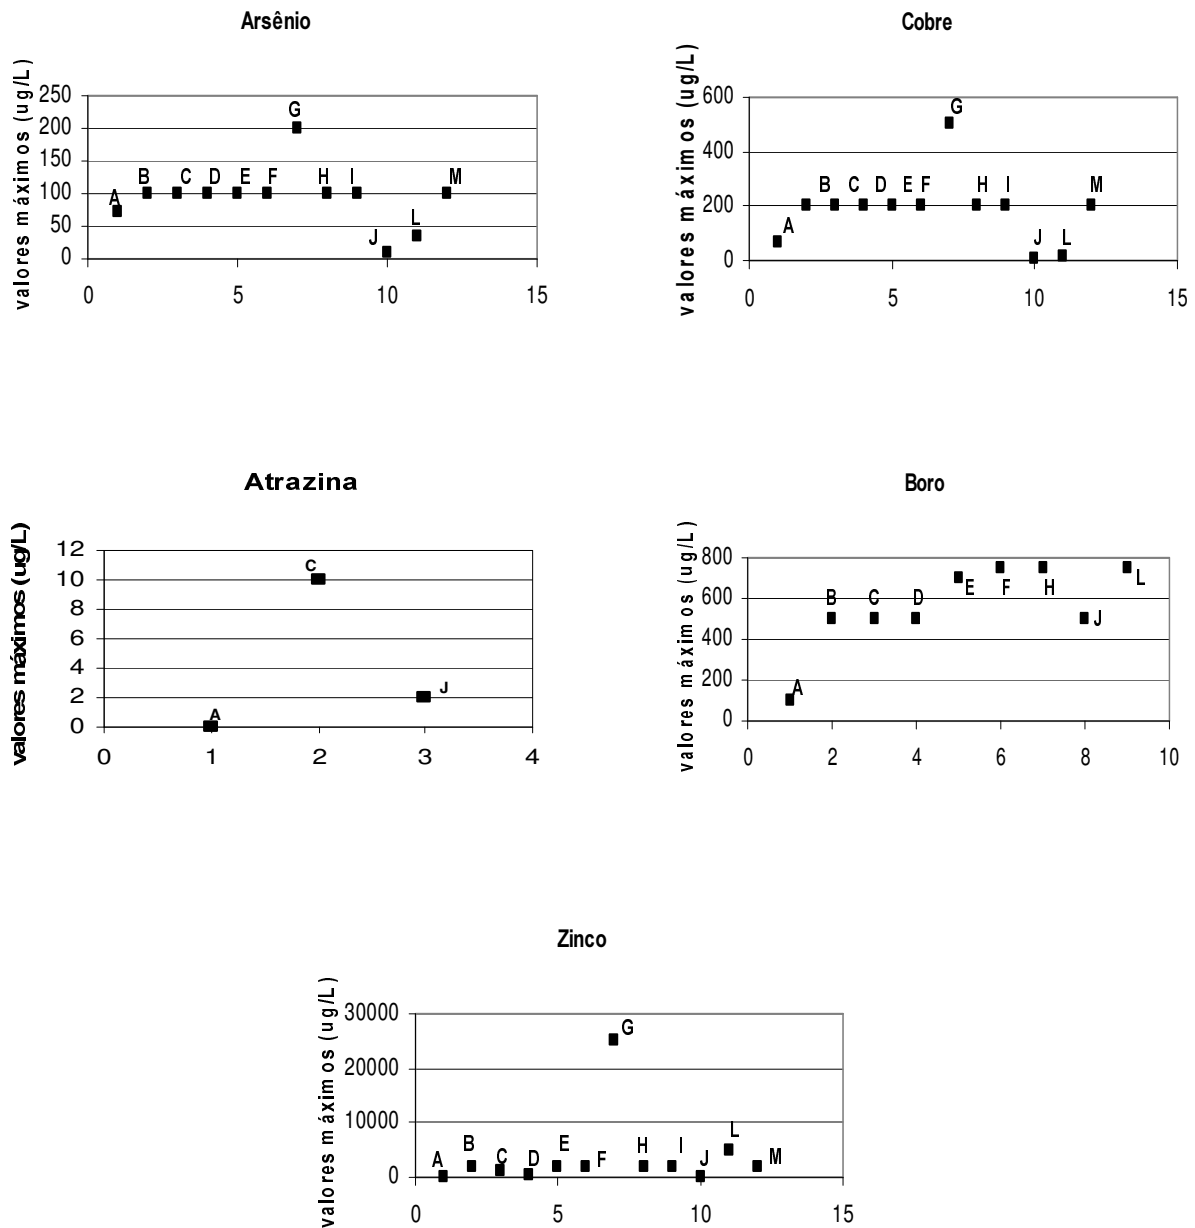 Arsênio
valores máximos (ug/L)
250
200
150
100
50
0
A
B
C
D
E
F
G
H
I
J
L
M
0 5 10 15
Cobre
valores máximos (ug/L)
600
400
200
0
A
B
C
D
E
F
G
H
I
J
L
M
0 5 10 15
Atrazina
valores máximos (ug/L)
12
10
8
6
4
2
0
A
C
J
0 1 2 3 4
Boro
valores máximos (ug/L)
800
600
400
200
0
A
B
C
D
E
F
H
J
L
0 2 4 6 8 10
Zinco
valores máximos (ug/L)
30000
20000
10000
0
A
B
C
D
E
F
G
H
I
J
L
M
0 5 10 15